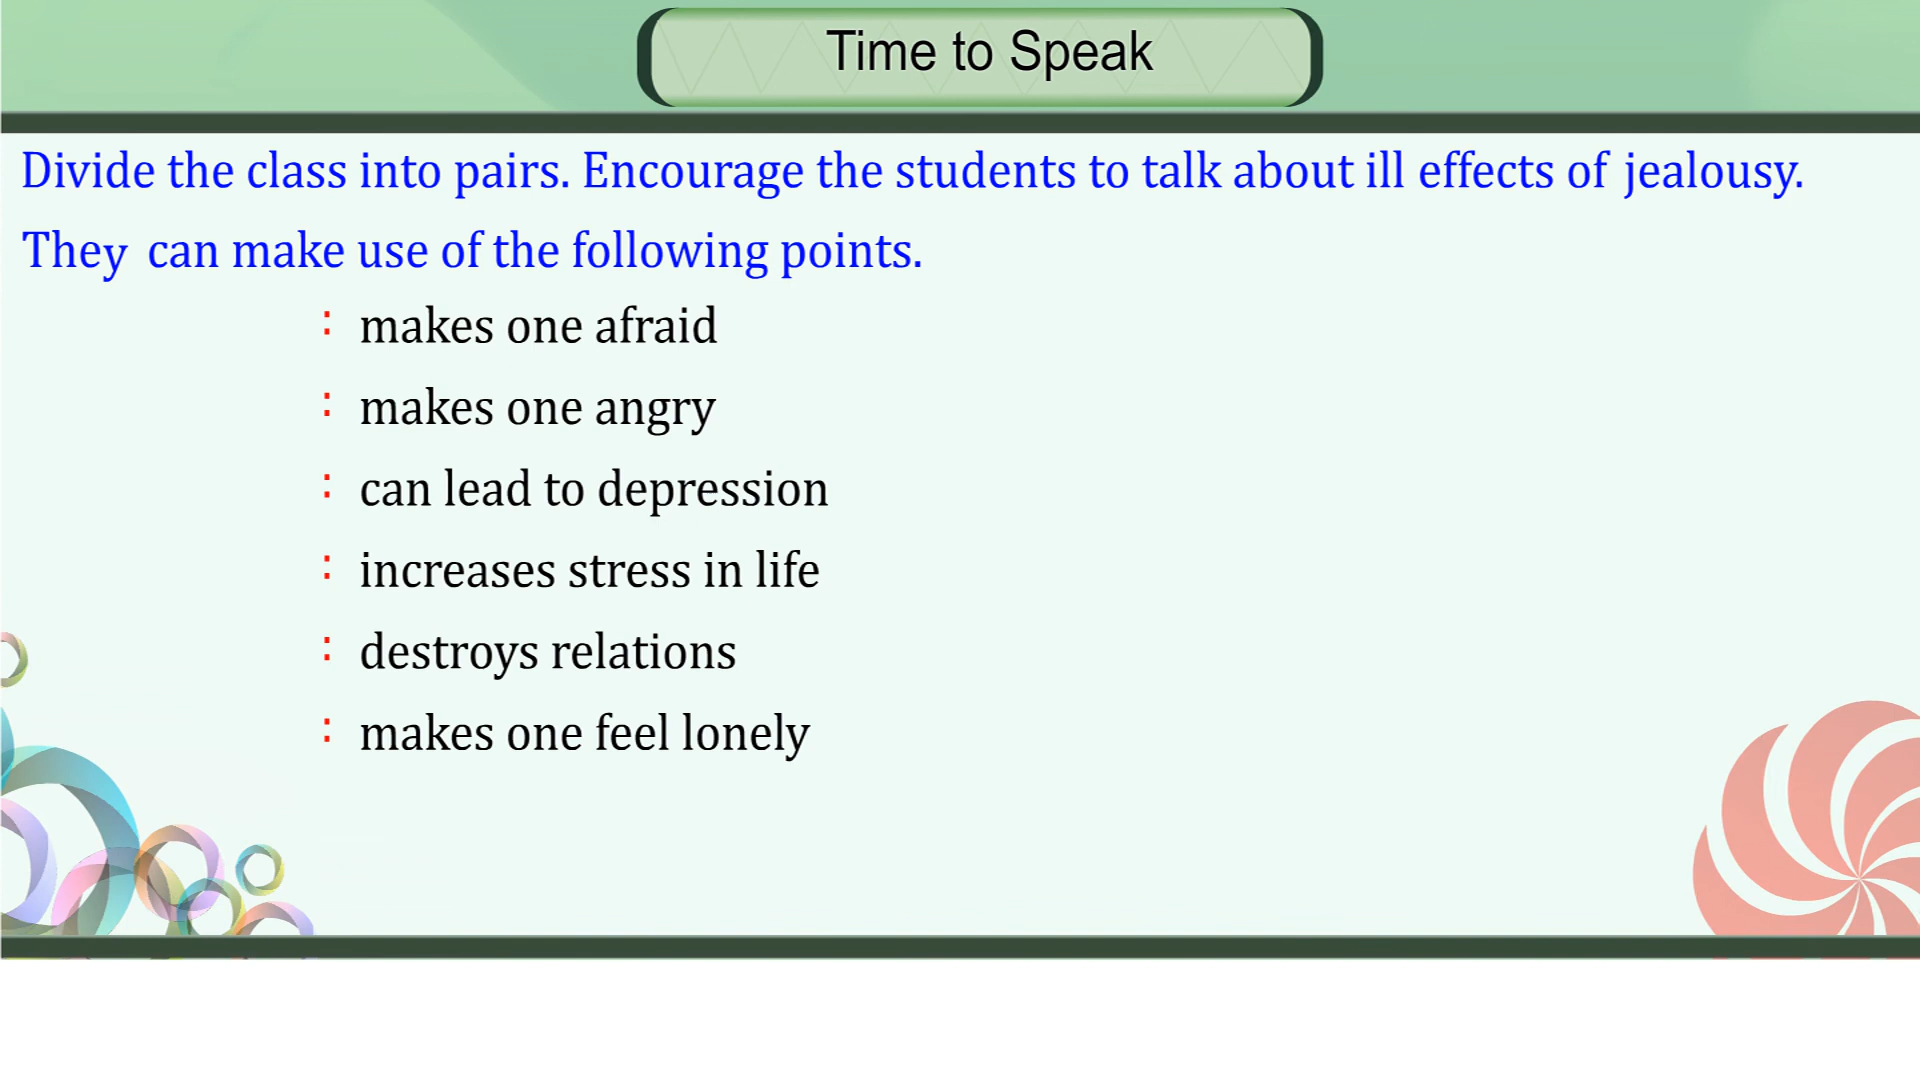 Time to Speak
Divide the class into pairs. Encourage the students to talk about ill effects of jealousy.
They can make use of the following points.
: makes one afraid
: makes one angry
: can lead to depression
: increases stress in life
: destroys relations
: makes one feel lonely